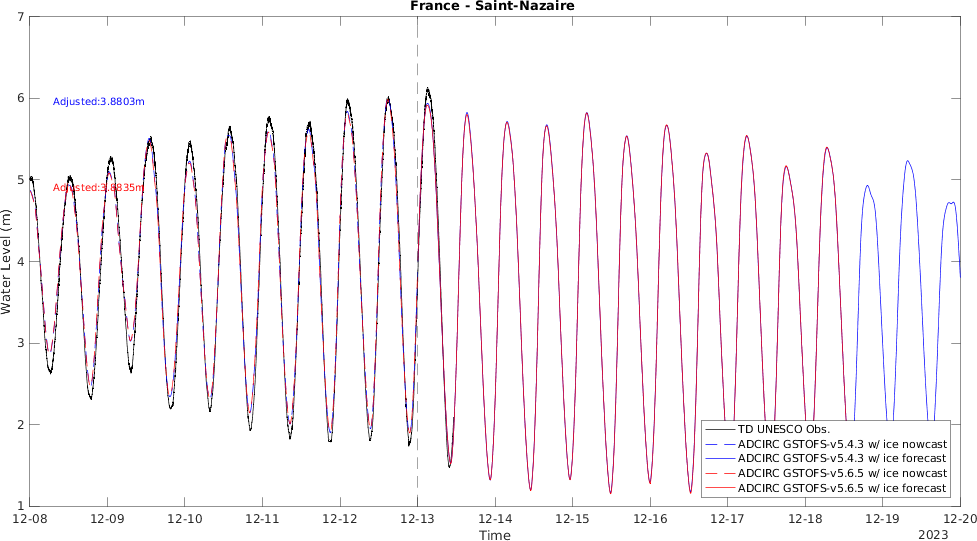 France - Saint-Nazaire
7
6
5
4
3
2
1
Water Level (m)
Adjusted:3.8803m
Adjusted:3.8835m
TD UNESCO Obs.
ADCIRC GSTOFS-v5.4.3 w/ ice nowcast
ADCIRC GSTOFS-v5.4.3 w/ ice forecast
ADCIRC GSTOFS-v5.6.5 w/ ice nowcast
ADCIRC GSTOFS-v5.6.5 w/ ice forecast
12-08 12-09 12-10 12-11 12-12 12-13 12-14 12-15 12-16 12-17 12-18 12-19 12-20
Time
2023